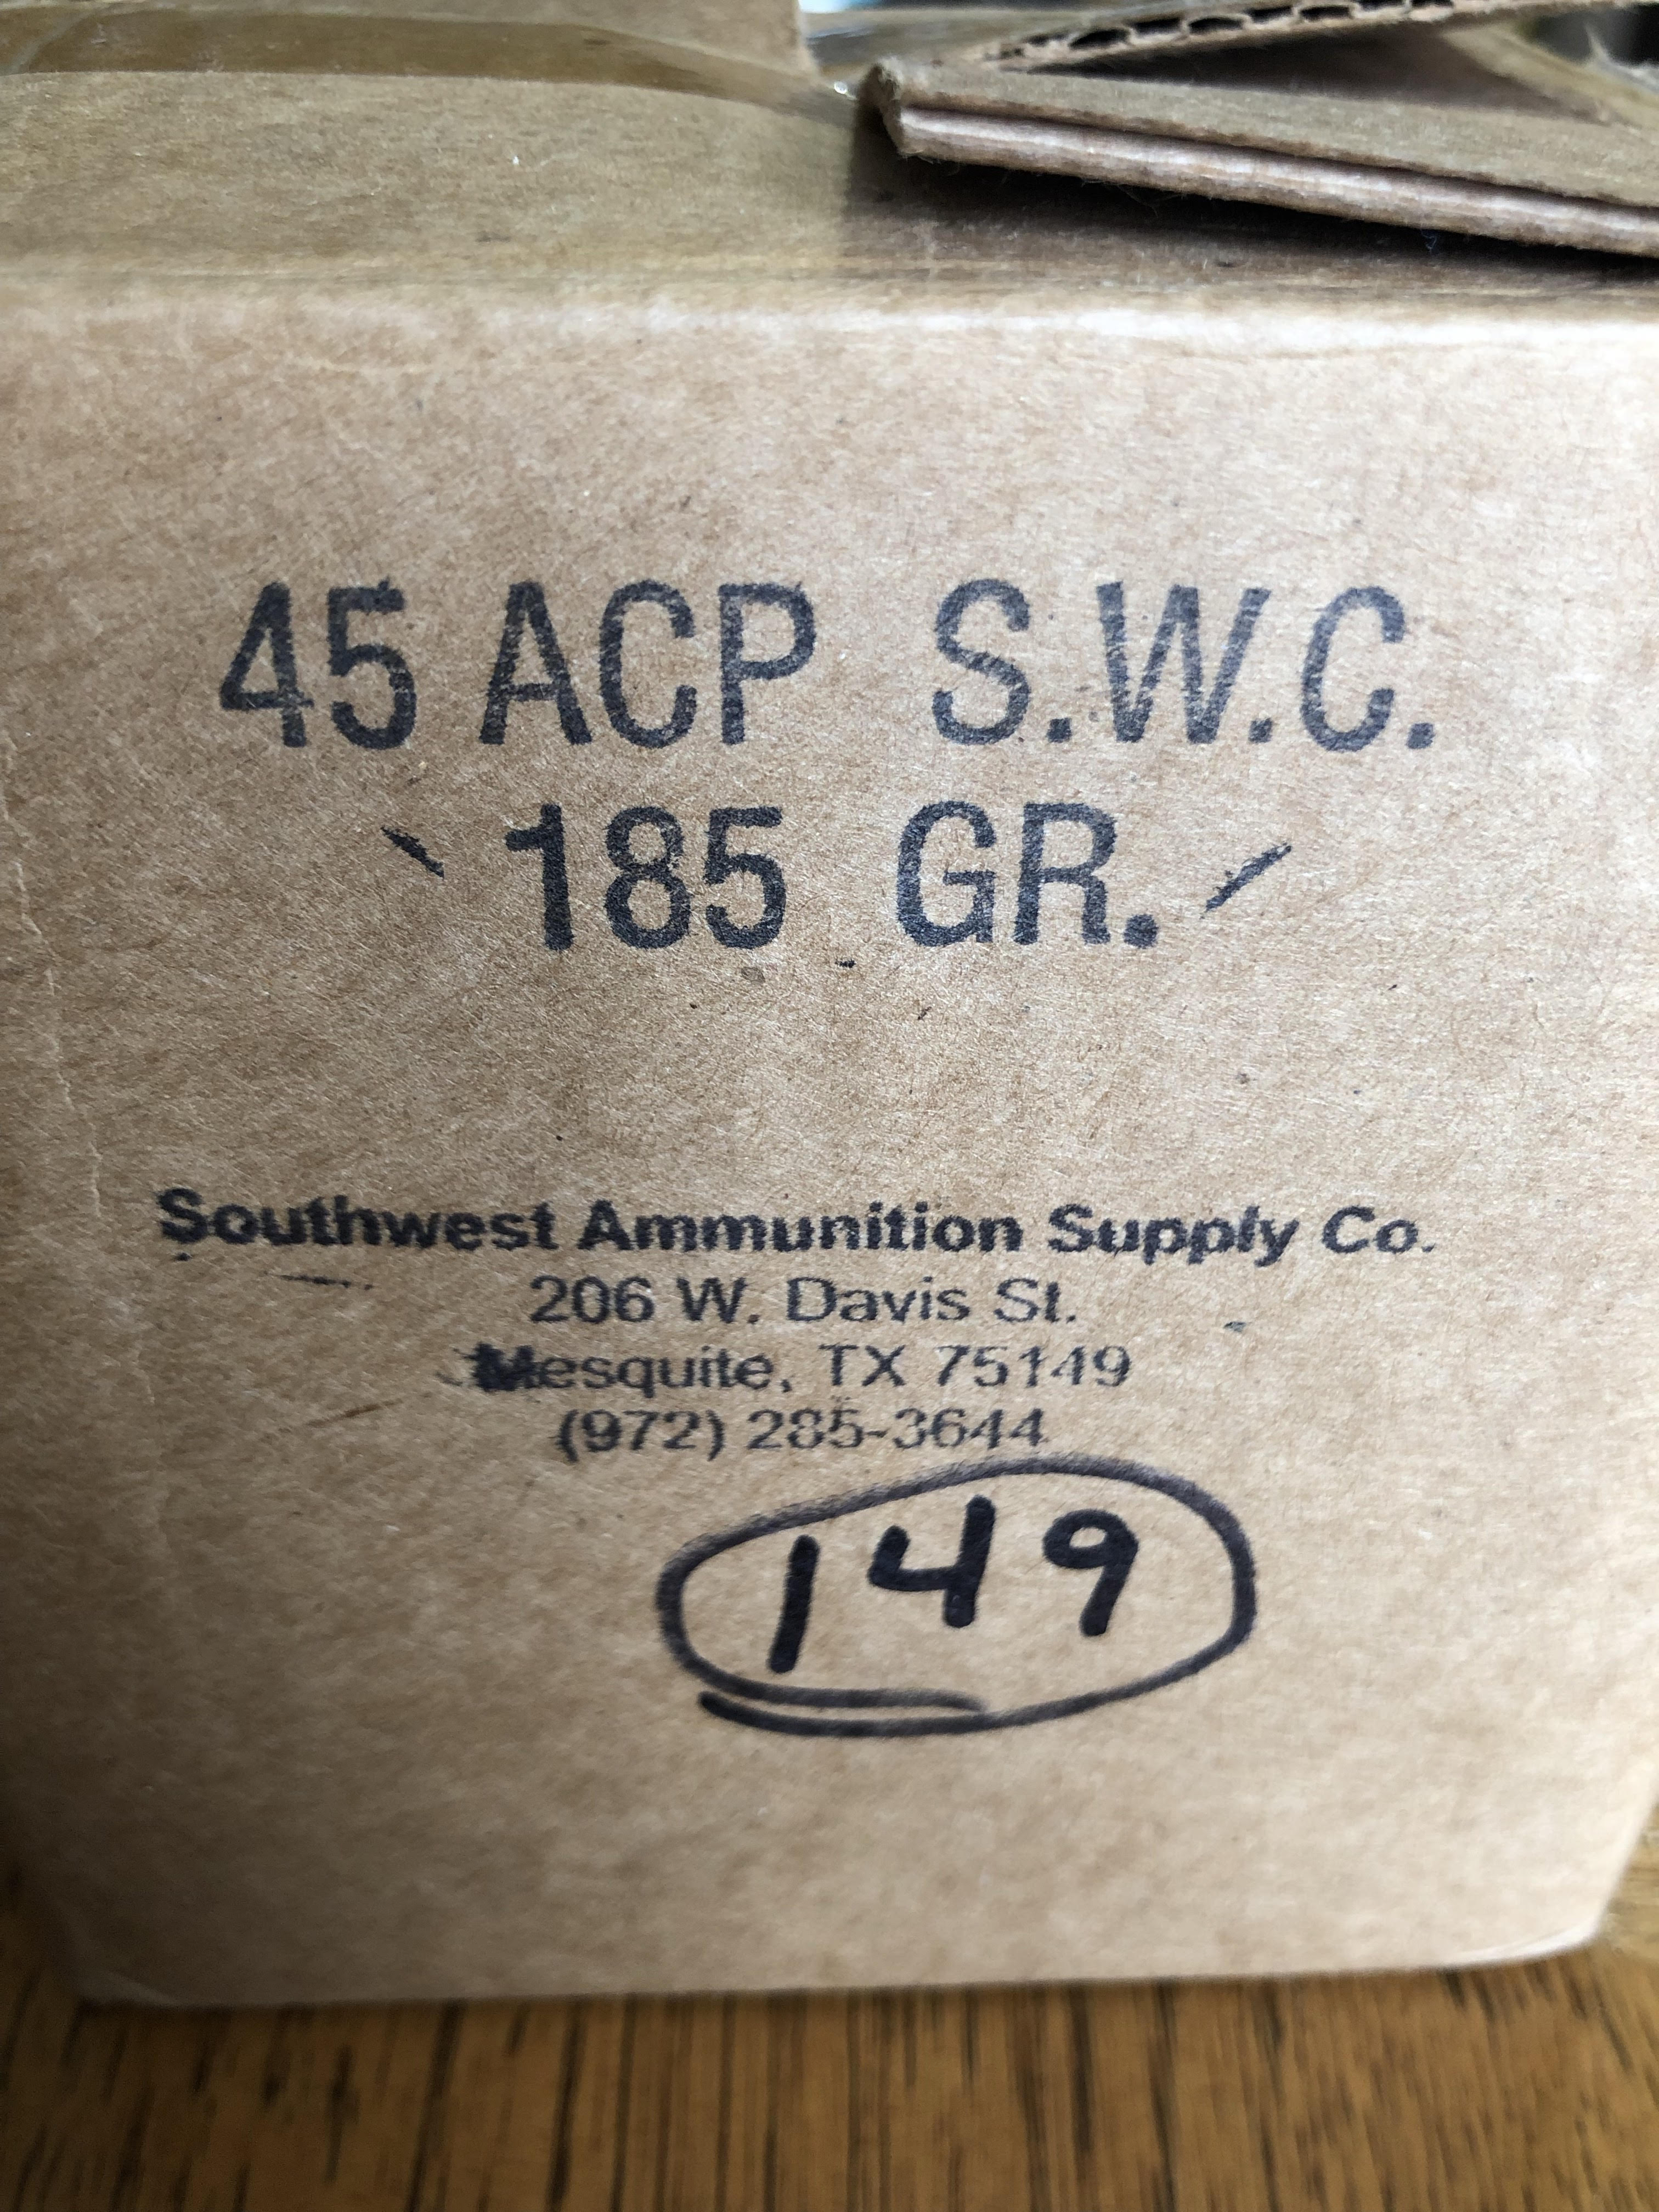 45 ACP S.W.C.
185 GR.
Southwest Ammunition Supply Co.
206 W. Davis St.
Mesquite, TX 75149
(972) 285-3644
149